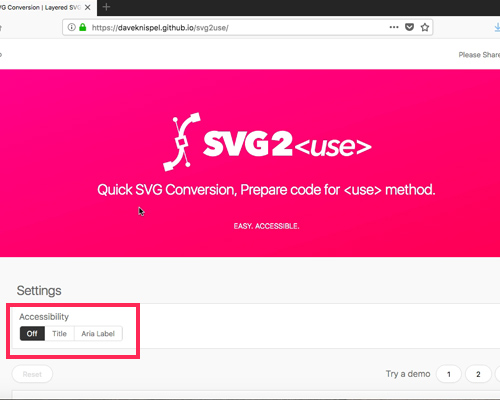 VG Conversion | Layered SVG
https://daveknispel.github.io/svg2use/
Please Share
SVG2<use>
Quick SVG Conversion, Prepare code for <use> method.
EASY. ACCESSIBLE.
Settings
Accessibility
Off Title Aria Label
Reset Try a demo 1 2